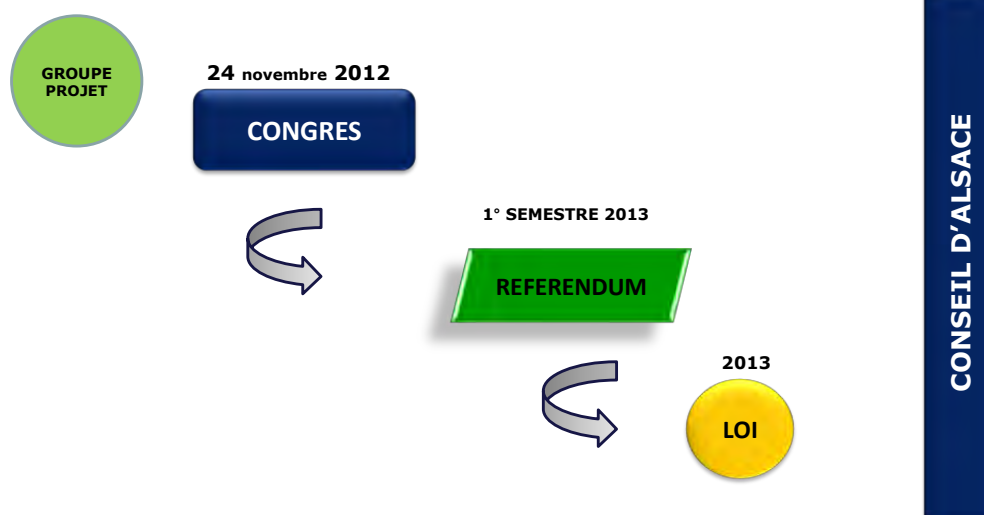 GROUPE
PROJET
24 novembre 2012
CONGRES
1° SEMESTRE 2013
REFERENDUM
2013
LOI
CONSEIL D'ALSACE